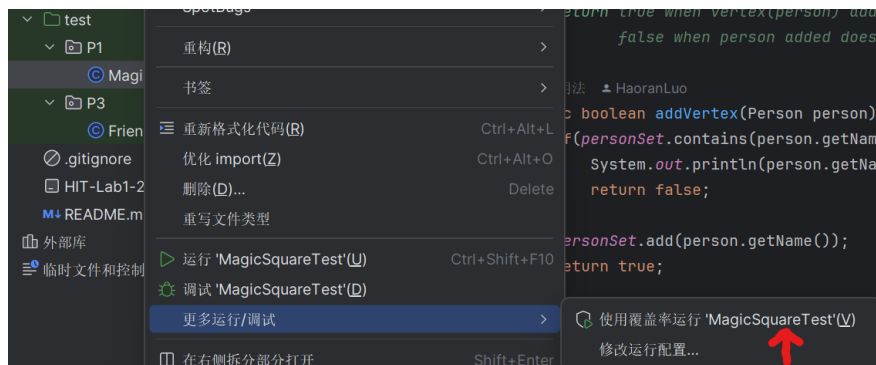 test
P1
Magi
P3
Frien
.gitignore
HIT-Lab1-2
README.m
外部库
临时文件和控制
SpotBugs
重构(R)
书签
重新格式化代码(R) Ctrl+Alt+L
优化 import(Z) Ctrl+Alt+O
删除(D)... Delete
重写文件类型
运行 'MagicSquareTest'(U) Ctrl+Shift+F10
调试 'MagicSquareTest'(D)
更多运行/调试
在右侧拆分部分打开 Shift+Enter
使用覆盖率运行 'MagicSquareTest'(V)
修改运行配置...
eturn true when vertex(person) add
false when person added does
用法 HaoranLuo
c boolean addVertex(Person person)
f(personSet.contains(person.getNam
System.out.println(person.getNa
return false;
ersonSet.add(person.getName());
eturn true;